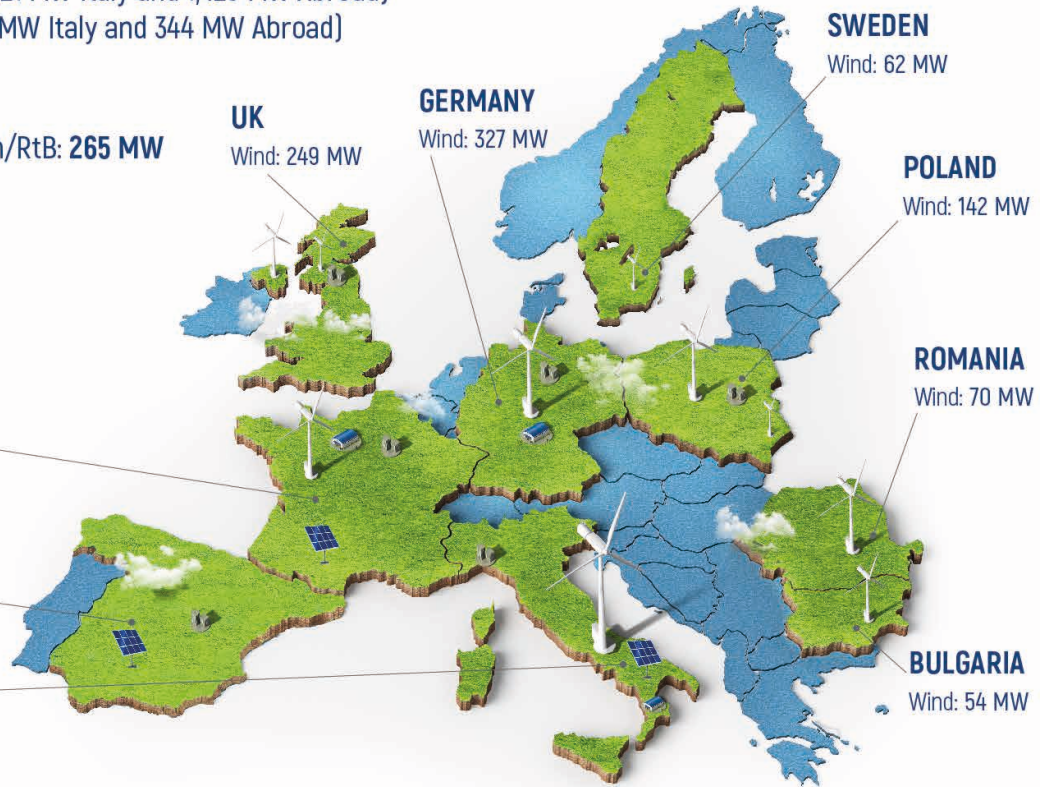 MW Italy and 344 MW Abroad)
SWEDEN
Wind: 62 MW
GERMANY
Wind: 327 MW
UK
Wind: 249 MW
/RtB: 265 MW
POLAND
Wind: 142 MW
ROMANIA
Wind: 70 MW
BULGARIA
Wind: 54 MW